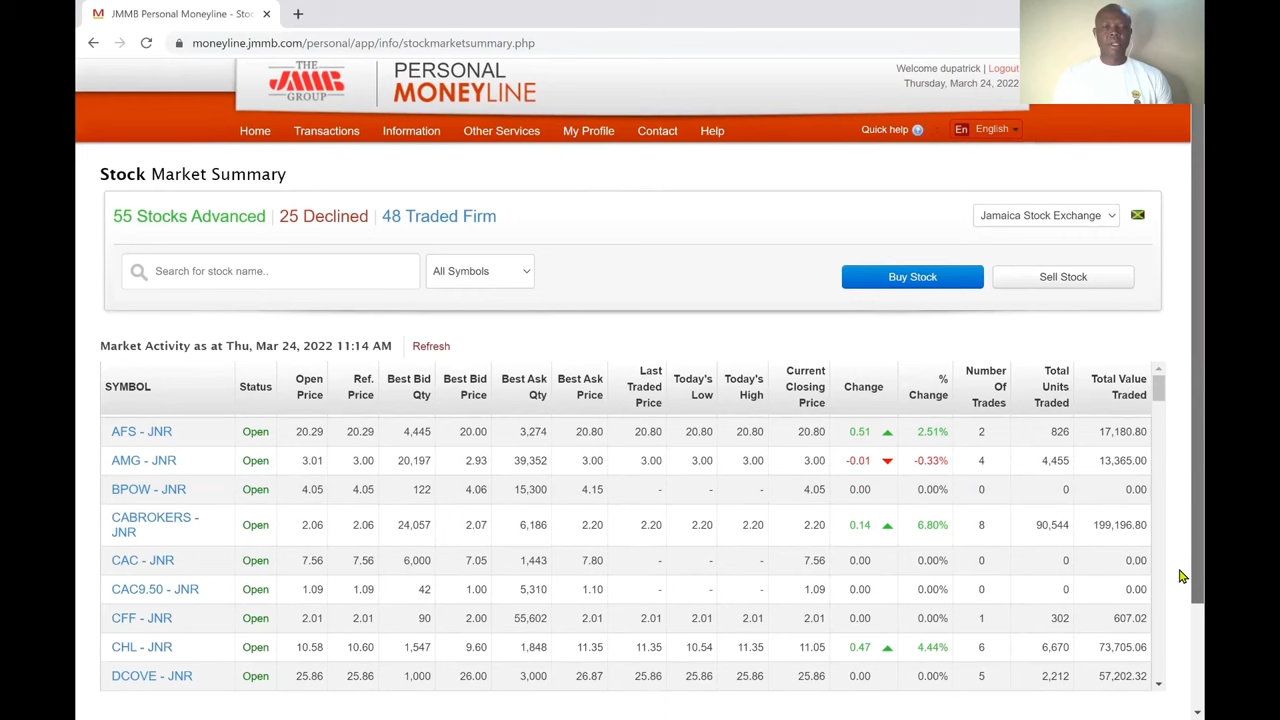 JMMB Personal Moneyline - Stoc
moneyline.jmmb.com/personal/app/info/stockmarketsummary.php
THE JMMB GROUP
PERSONAL MONEYLINE
Welcome dupatrick | Logout
Thursday, March 24, 2022
Home Transactions Information Other Services My Profile Contact Help Quick help ? En English
Stock Market Summary
55 Stocks Advanced | 25 Declined | 48 Traded Firm Jamaica Stock Exchange
Search for stock name.. All Symbols Buy Stock Sell Stock
Market Activity as at Thu, Mar 24, 2022 11:14 AM Refresh
SYMBOL Status Open Price Ref. Price Best Bid Qty Best Bid Price Best Ask Qty Best Ask Price Last Traded Price Today's Low Today's High Current Closing Price Change % Change Number Of Trades Total Units Traded Total Value Traded
AFS - JNR Open 20.29 20.29 4,445 20.00 3,274 20.80 20.80 20.80 20.80 20.80 0.51 2.51% 2 826 17,180.80
AMG - JNR Open 3.01 3.00 20,197 2.93 39,352 3.00 3.00 3.00 3.00 3.00 -0.01 -0.33% 4 4,455 13,365.00
BPOW - JNR Open 4.05 4.05 122 4.06 15,300 4.15 - - - 4.05 0.00 0.00% 0 0 0.00
CABROKERS - JNR Open 2.06 2.06 24,057 2.07 6,186 2.20 2.20 2.20 2.20 2.20 0.14 6.80% 8 90,544 199,196.80
CAC - JNR Open 7.56 7.56 6,000 7.05 1,443 7.80 - - - 7.56 0.00 0.00% 0 0 0.00
CAC9.50 - JNR Open 1.09 1.09 42 1.00 5,310 1.10 - - - 1.09 0.00 0.00% 0 0 0.00
CFF - JNR Open 2.01 2.01 90 2.00 55,602 2.01 2.01 2.01 2.01 2.01 0.00 0.00% 1 302 607.02
CHL - JNR Open 10.58 10.60 1,547 9.60 1,848 11.35 11.35 10.54 11.35 11.05 0.47 4.44% 6 6,670 73,705.06
DCOVE - JNR Open 25.86 25.86 1,000 26.00 3,000 26.87 25.86 25.86 25.86 25.86 0.00 0.00% 5 2,212 57,202.32